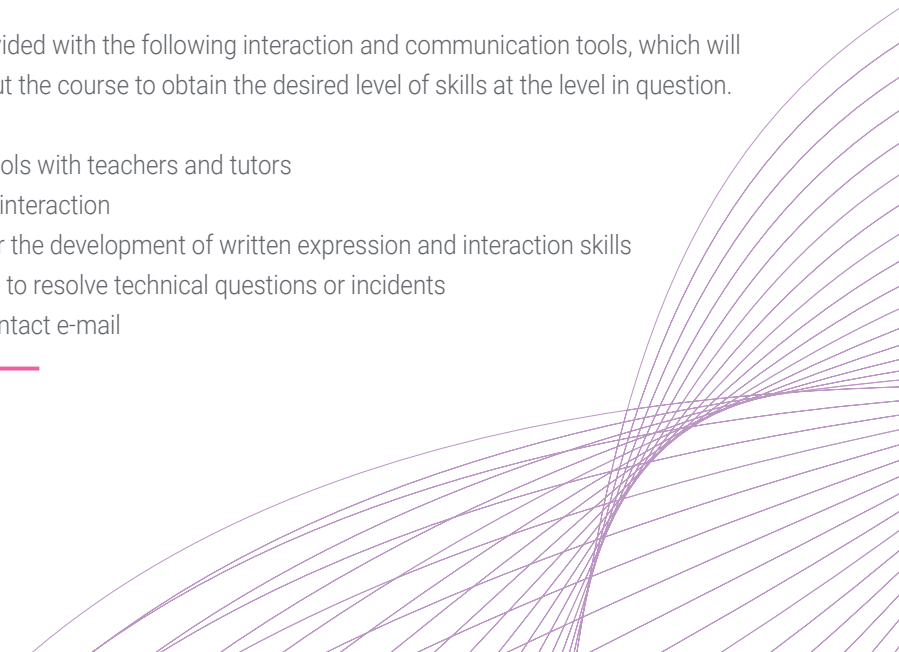 vided with the following interaction and communication tools, which will
ut the course to obtain the desired level of skills at the level in question.
ols with teachers and tutors
interaction
r the development of written expression and interaction skills
to resolve technical questions or incidents
ntact e-mail